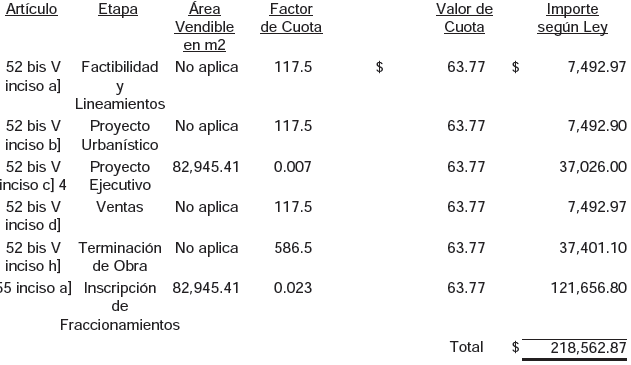 Artículo Etapa Área Factor Valor de Importe
Vendible de Cuota Cuota según Ley
en m2
52 bis V Factibilidad No aplica 117.5 $ 63.77 $ 7,492.97
inciso a] y
Lineamientos
52 bis V Proyecto No aplica 117.5 63.77 7,492.90
inciso b] Urbanístico
52 bis V Proyecto 82,945.41 0.007 63.77 37,026.00
inciso c] 4 Ejecutivo
52 bis V Ventas No aplica 117.5 63.77 7,492.97
inciso d]
52 bis V Terminación No aplica 586.5 63.77 37,401.10
inciso h] de Obra
55 inciso a] Inscripción 82,945.41 0.023 63.77 121,656.80
de
Fraccionamientos
Total $ 218,562.87